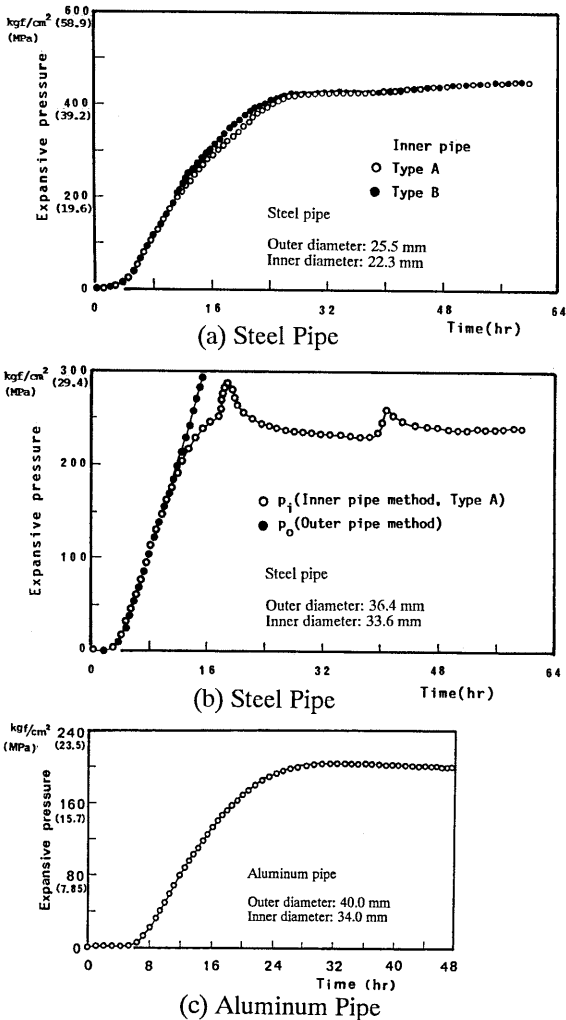 kgf/cm² 600
(58.9)
(MPa)
400
(39.2)
200
(19.6)
0
Expansive pressure
Inner pipe
○ Type A
● Type B
Steel pipe
Outer diameter: 25.5 mm
Inner diameter: 22.3 mm
0 16 32 48 64
Time(hr)
(a) Steel Pipe
kgf/cm² 300
(MPa) (29.4)
200
100
0
Expansive pressure
○ pi(Inner pipe method, Type A)
● po(Outer pipe method)
Steel pipe
Outer diameter: 36.4 mm
Inner diameter: 33.6 mm
0 16 32 48 64
Time(hr)
(b) Steel Pipe
kgf/cm² 240
(MPa) (23.5)
160
(15.7)
80
(7.85)
0
Expansive pressure
Aluminum pipe
Outer diameter: 40.0 mm
Inner diameter: 34.0 mm
0 8 16 24 32 40 48
Time (hr)
(c) Aluminum Pipe